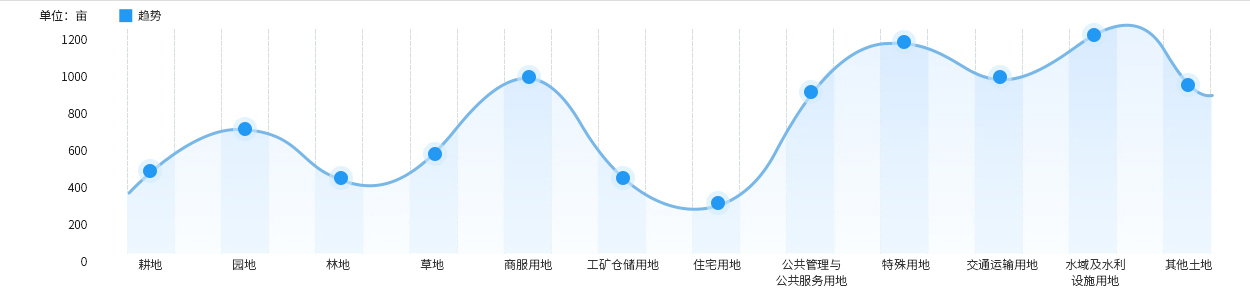 单位：亩 趋势
1200
1000
800
600
400
200
0
耕地 园地 林地 草地 商服用地 工矿仓储用地 住宅用地 公共管理与 特殊用地 交通运输用地 水域及水利 其他土地
公共服务用地 设施用地